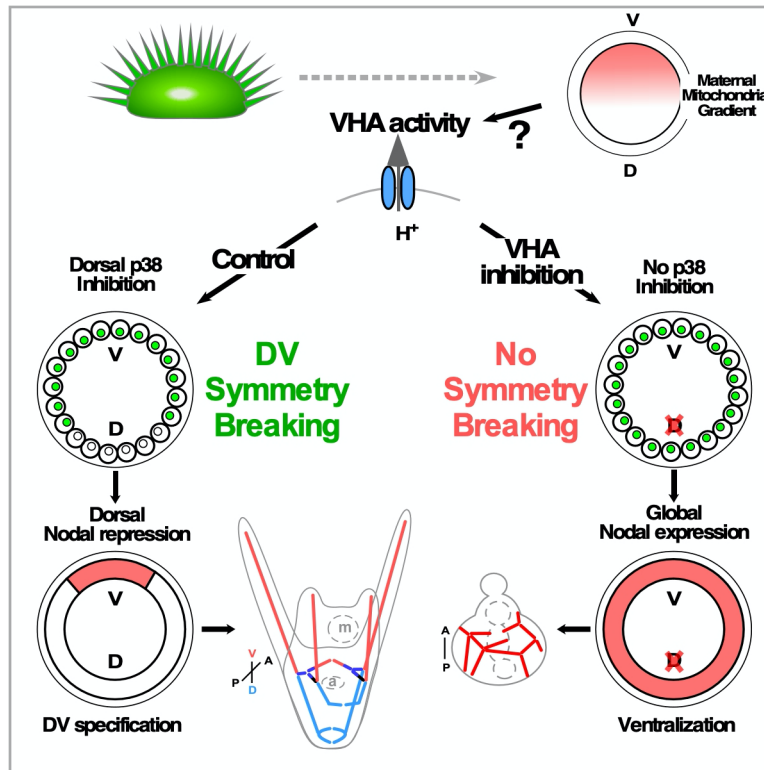 V
Maternal
Mitochondrial
Gradient
D
VHA activity
?
H+
Control
VHA
inhibition
Dorsal p38
Inhibition
No p38
Inhibition
V
D
DV
Symmetry
Breaking
No
Symmetry
Breaking
V
D
Dorsal
Nodal repression
Global
Nodal expression
V
D
m
a
V
A
P
D
A
P
V
D
DV specification
Ventralization